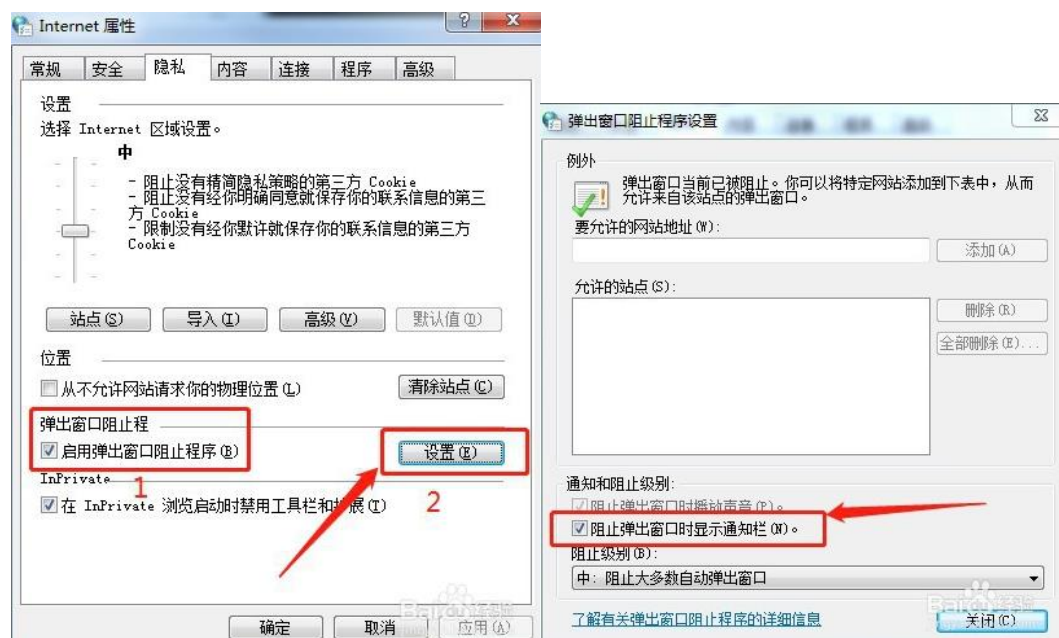 Internet 属性
常规 安全 隐私 内容 连接 程序 高级
设置
选择 Internet 区域设置。
中
- 阻止没有精简隐私策略的第三方 Cookie
- 阻止没有经你明确同意就保存你的联系信息的第三
方 Cookie
- 限制没有经你默许就保存你的联系信息的第三方
Cookie
站点(S) 导入(I) 高级(V) 默认值(D)
位置
从不允许网站请求你的物理位置(L) 清除站点(C)
弹出窗口阻止程
启用弹出窗口阻止程序(B) 设置(E)
1
2
InPrivate
在 InPrivate 浏览启动时禁用工具栏和扩展(T)
确定 取消 应用(A)
弹出窗口阻止程序设置
例外
弹出窗口当前已被阻止。你可以将特定网站添加到下表中，从而
允许来自该站点的弹出窗口。
要允许的网站地址(W):
添加(A)
允许的站点(S):
删除(R)
全部删除(E)...
通知和阻止级别:
阻止弹出窗口时播放声音(P)。
阻止弹出窗口时显示通知栏(N)。
阻止级别(B):
中: 阻止大多数自动弹出窗口
了解有关弹出窗口阻止程序的详细信息
关闭(C)
Baidu 经验
Baidu 经验